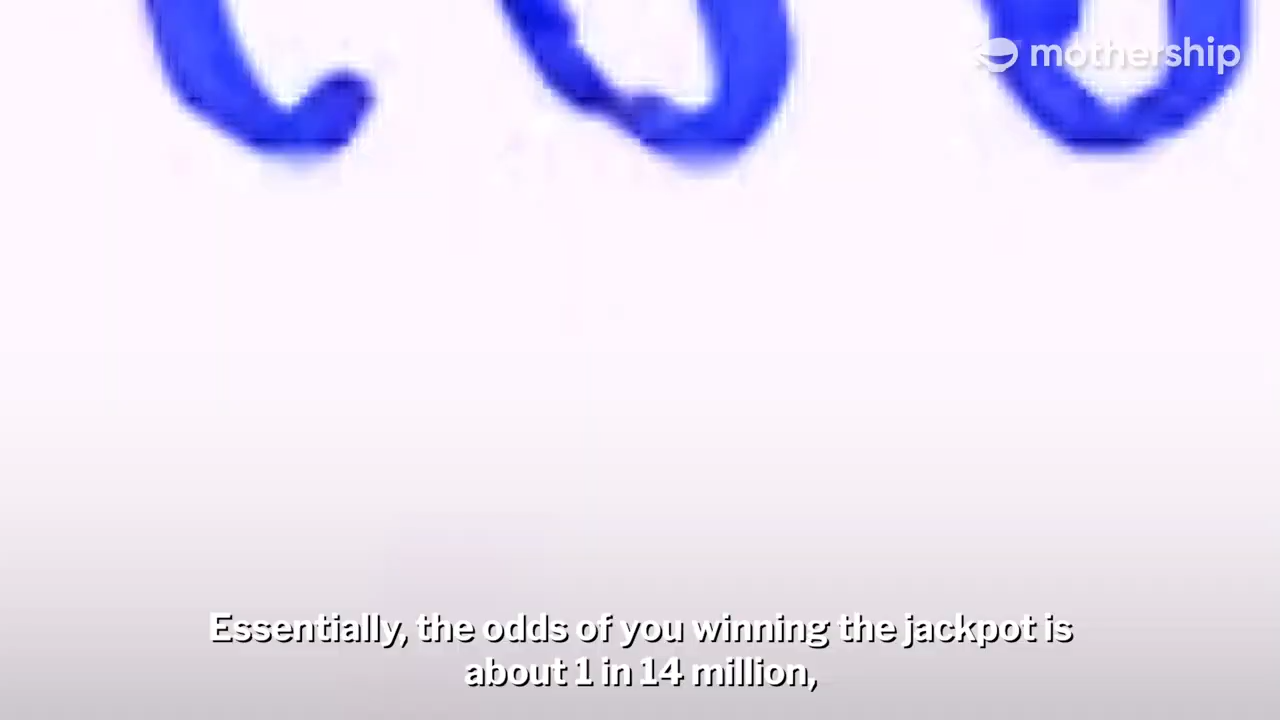 mothership
Essentially, the odds of you winning the jackpot is
about 1 in 14 million,